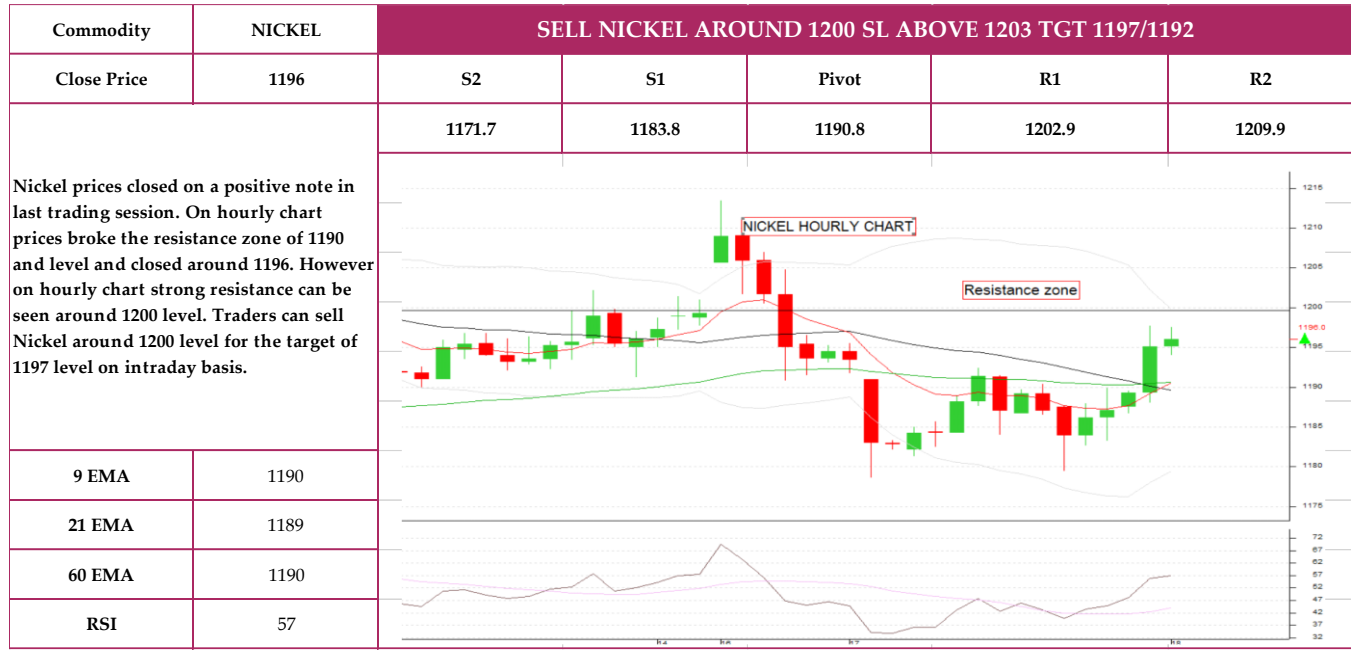 Commodity NICKEL SELL NICKEL AROUND 1200 SL ABOVE 1203 TGT 1197/1192
Close Price 1196 S2 S1 Pivot R1 R2
1171.7 1183.8 1190.8 1202.9 1209.9
Nickel prices closed on a positive note in
last trading session. On hourly chart
prices broke the resistance zone of 1190
and level and closed around 1196. However
on hourly chart strong resistance can be
seen around 1200 level. Traders can sell
Nickel around 1200 level for the target of
1197 level on intraday basis.
9 EMA 1190
21 EMA 1189
60 EMA 1190
RSI 57
NICKEL HOURLY CHART
Resistance zone
1215
1210
1205
1200
1196.0
1195
1190
1185
1180
1175
72
67
62
57
52
47
42
37
32